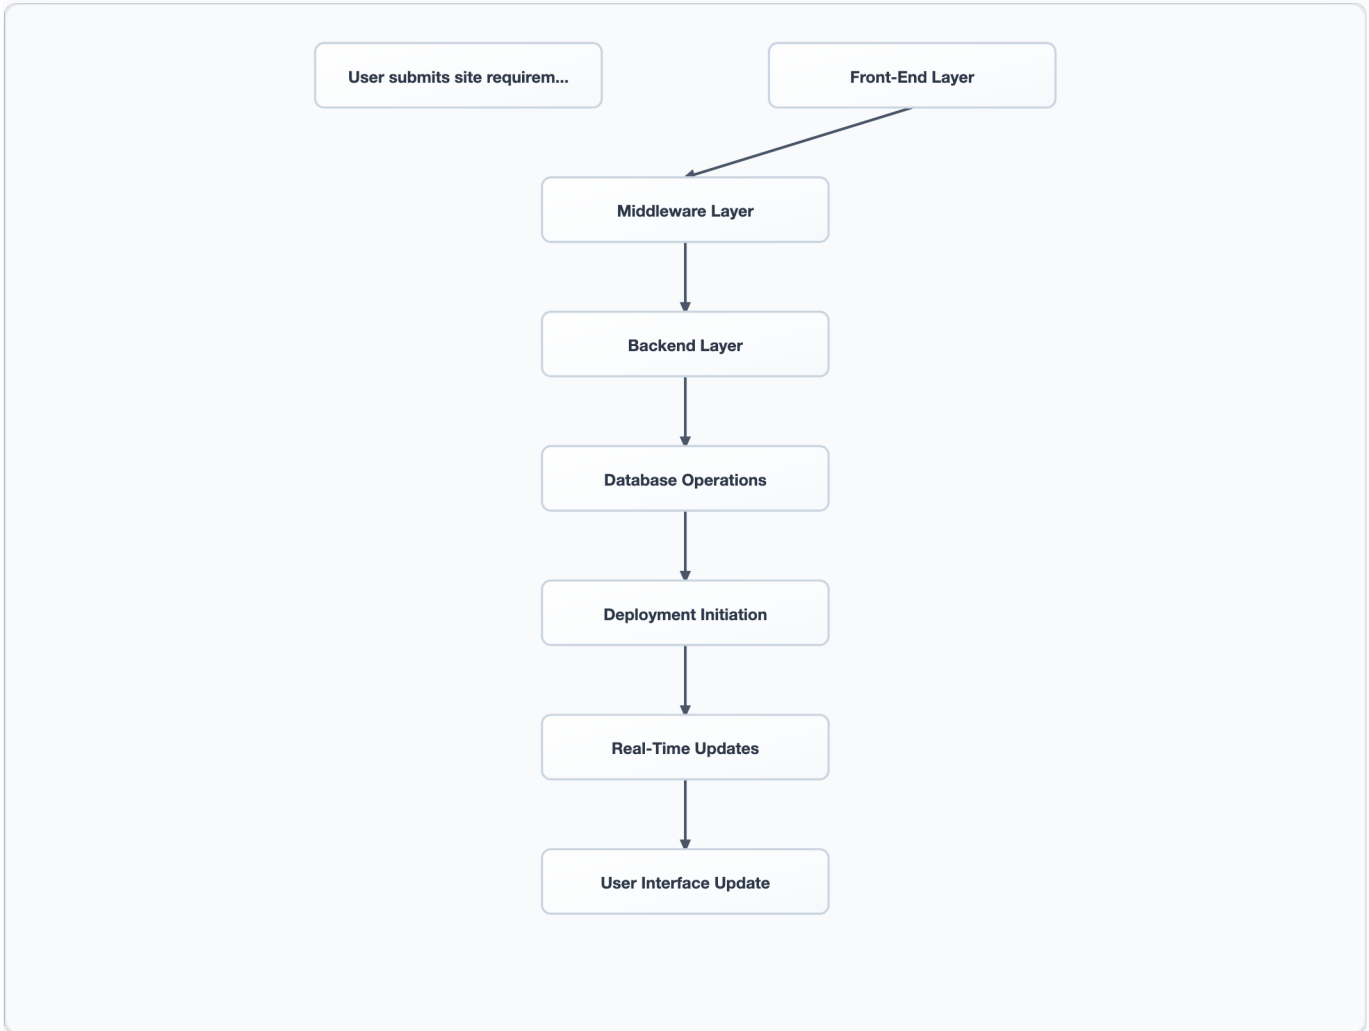 User submits site requirem...
Front-End Layer
Middleware Layer
Backend Layer
Database Operations
Deployment Initiation
Real-Time Updates
User Interface Update